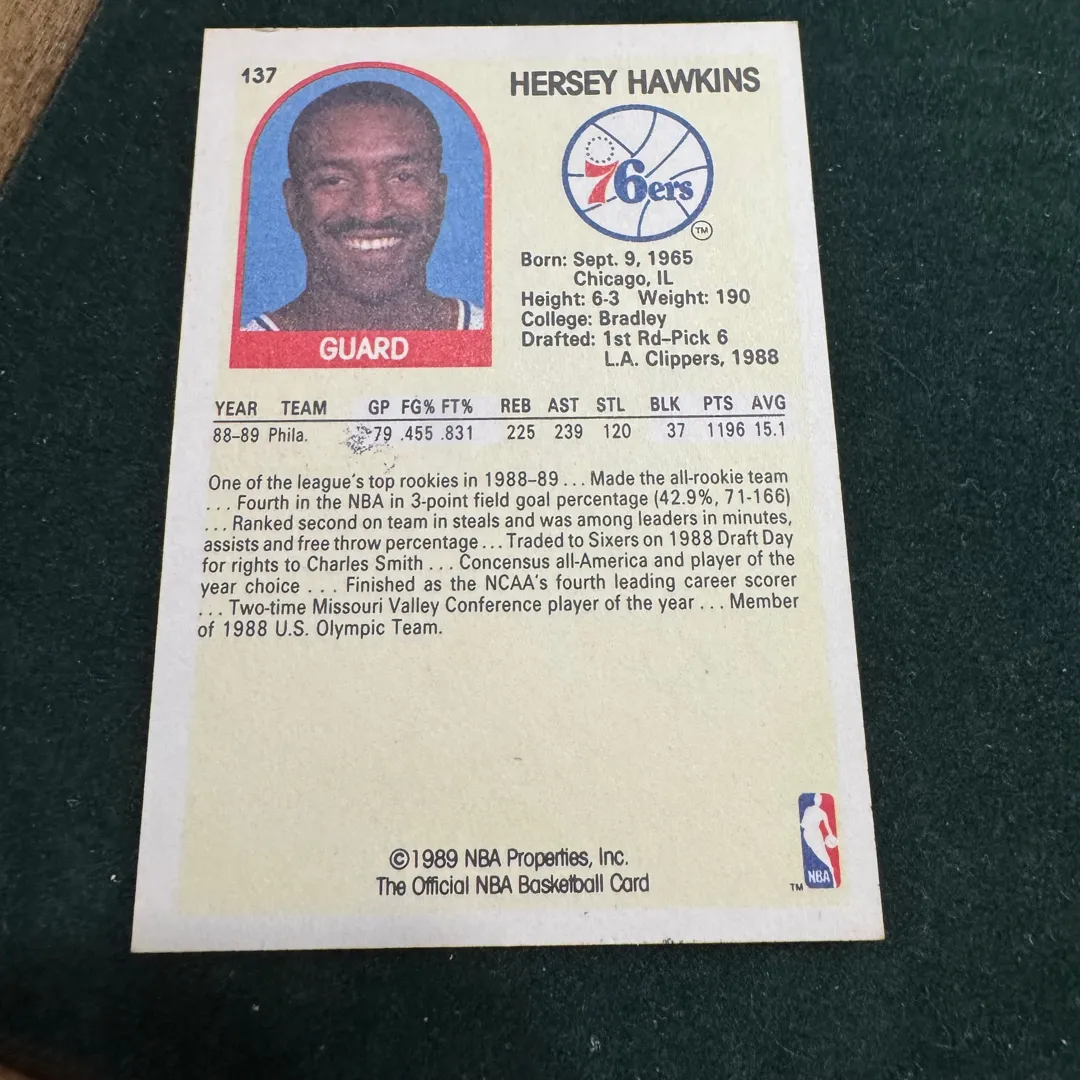 137
HERSEY HAWKINS
76ers
TM
Born: Sept. 9, 1965
Chicago, IL
Height: 6-3 Weight: 190
College: Bradley
Drafted: 1st Rd–Pick 6
L.A. Clippers, 1988
GUARD
YEAR TEAM GP FG% FT% REB AST STL BLK PTS AVG
88–89 Phila. 79 .455 .831 225 239 120 37 1196 15.1
One of the league's top rookies in 1988–89 . . . Made the all-rookie team
. . . Fourth in the NBA in 3-point field goal percentage (42.9%, 71-166)
. . . Ranked second on team in steals and was among leaders in minutes,
assists and free throw percentage . . . Traded to Sixers on 1988 Draft Day
for rights to Charles Smith . . . Concensus all-America and player of the
year choice . . . Finished as the NCAA's fourth leading career scorer
. . . Two-time Missouri Valley Conference player of the year . . . Member
of 1988 U.S. Olympic Team.
©1989 NBA Properties, Inc.
The Official NBA Basketball Card
NBA
TM